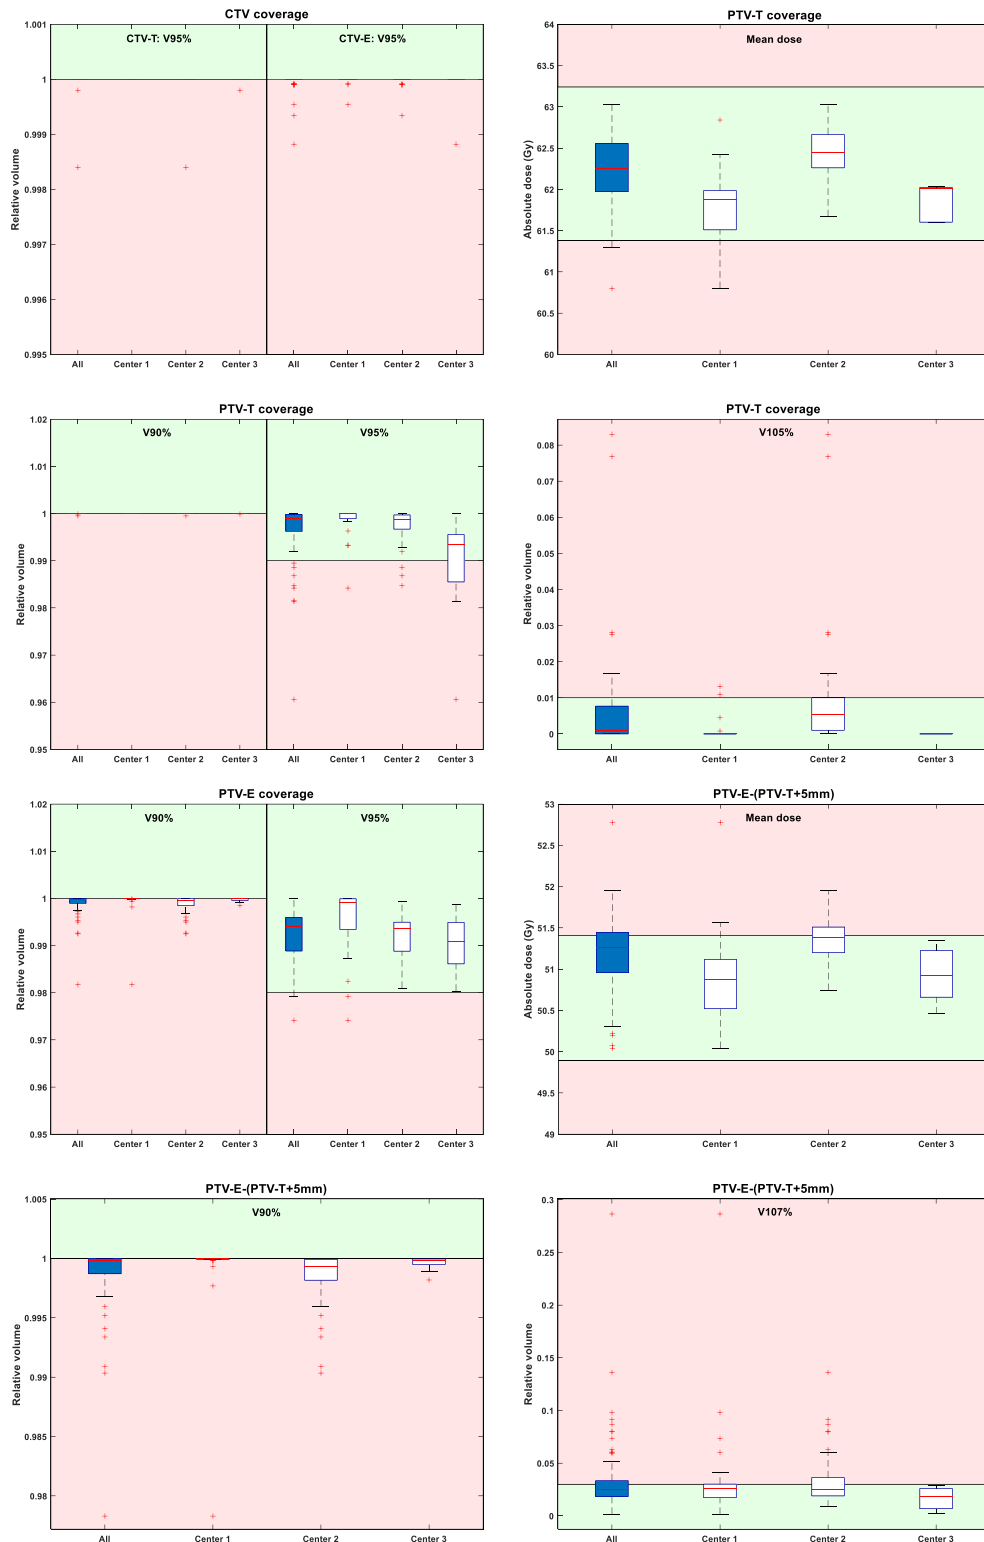 CTV coverage
CTV-T: V95%
CTV-E: V95%
1.001
1
0.999
0.998
0.997
0.996
0.995
Relative volume
All
Center 1
Center 2
Center 3
All
Center 1
Center 2
Center 3
PTV-T coverage
Mean dose
64
63.5
63
62.5
62
61.5
61
60.5
60
Absolute dose (Gy)
All
Center 1
Center 2
Center 3
PTV-T coverage
V90%
V95%
1.02
1.01
1
0.99
0.98
0.97
0.96
0.95
Relative volume
All
Center 1
Center 2
Center 3
All
Center 1
Center 2
Center 3
PTV-T coverage
V105%
0.08
0.07
0.06
0.05
0.04
0.03
0.02
0.01
0
Relative volume
All
Center 1
Center 2
Center 3
PTV-E coverage
V90%
V95%
1.02
1.01
1
0.99
0.98
0.97
0.96
0.95
Relative volume
All
Center 1
Center 2
Center 3
All
Center 1
Center 2
Center 3
PTV-E-(PTV-T+5mm)
Mean dose
53
52.5
52
51.5
51
50.5
50
49.5
49
Absolute dose (Gy)
All
Center 1
Center 2
Center 3
PTV-E-(PTV-T+5mm)
V90%
1.005
1
0.995
0.99
0.985
0.98
Relative volume
All
Center 1
Center 2
Center 3
PTV-E-(PTV-T+5mm)
V107%
0.3
0.25
0.2
0.15
0.1
0.05
0
Relative volume
All
Center 1
Center 2
Center 3